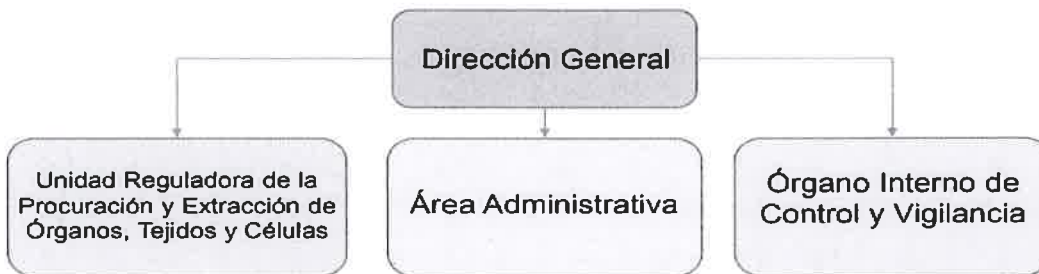 Dirección General
Unidad Reguladora de la
Procuración y Extracción de
Órganos, Tejidos y Células
Área Administrativa
Órgano Interno de
Control y Vigilancia